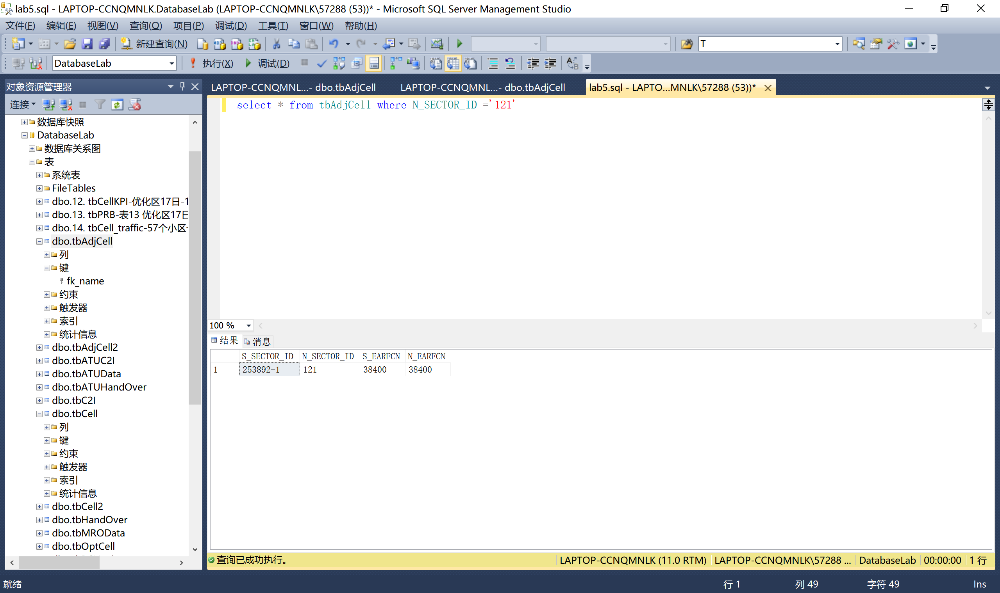 lab5.sql - LAPTOP-CCNQMNLK.DatabaseLab (LAPTOP-CCNQMNLK\57288 (53))* - Microsoft SQL Server Management Studio
文件(F) 编辑(E) 视图(V) 查询(Q) 项目(P) 调试(D) 工具(T) 窗口(W) 帮助(H)
新建查询(N) T
DatabaseLab 执行(X) 调试(D)
对象资源管理器
连接
数据库快照
DatabaseLab
数据库关系图
表
系统表
FileTables
dbo.12. tbCellKPI-优化区17日-1
dbo.13. tbPRB-表13 优化区17日
dbo.14. tbCell_traffic-57个小区-
dbo.tbAdjCell
列
键
fk_name
约束
触发器
索引
统计信息
dbo.tbAdjCell2
dbo.tbATUC2I
dbo.tbATUData
dbo.tbATUHandOver
dbo.tbC2I
dbo.tbCell
列
键
约束
触发器
索引
统计信息
dbo.tbCell2
dbo.tbHandOver
dbo.tbMROData
dbo.tbOptCell
LAPTOP-CCNQMNL...- dbo.tbAdjCell LAPTOP-CCNQMNL...- dbo.tbAdjCell lab5.sql - LAPTO...MNLK\57288 (53))*
select * from tbAdjCell where N_SECTOR_ID ='121'
100 %
结果 消息
S_SECTOR_ID N_SECTOR_ID S_EARFCN N_EARFCN
1 253892-1 121 38400 38400
查询已成功执行。 LAPTOP-CCNQMNLK (11.0 RTM) LAPTOP-CCNQMNLK\57288 ... DatabaseLab 00:00:00 1 行
就绪 行 1 列 49 字符 49 Ins